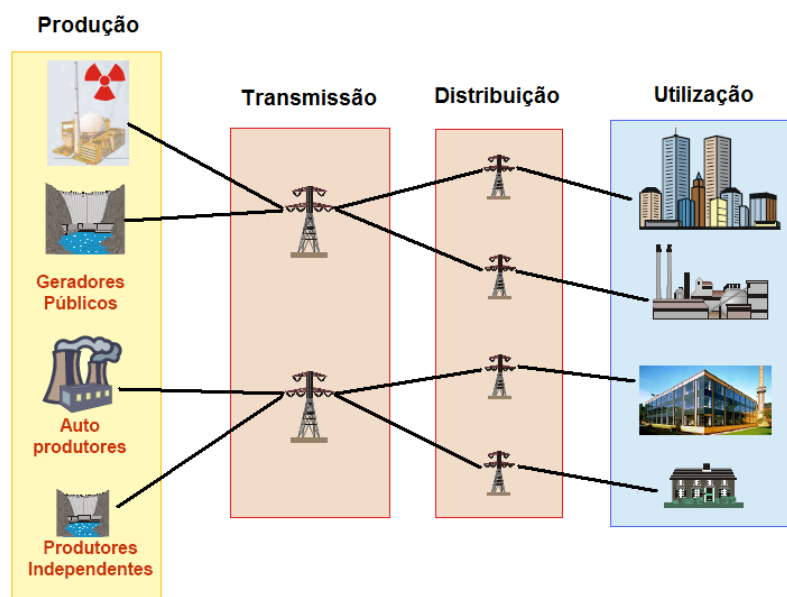 Produção
Transmissão
Distribuição
Utilização
Geradores
Públicos
Auto
produtores
Produtores
Independentes